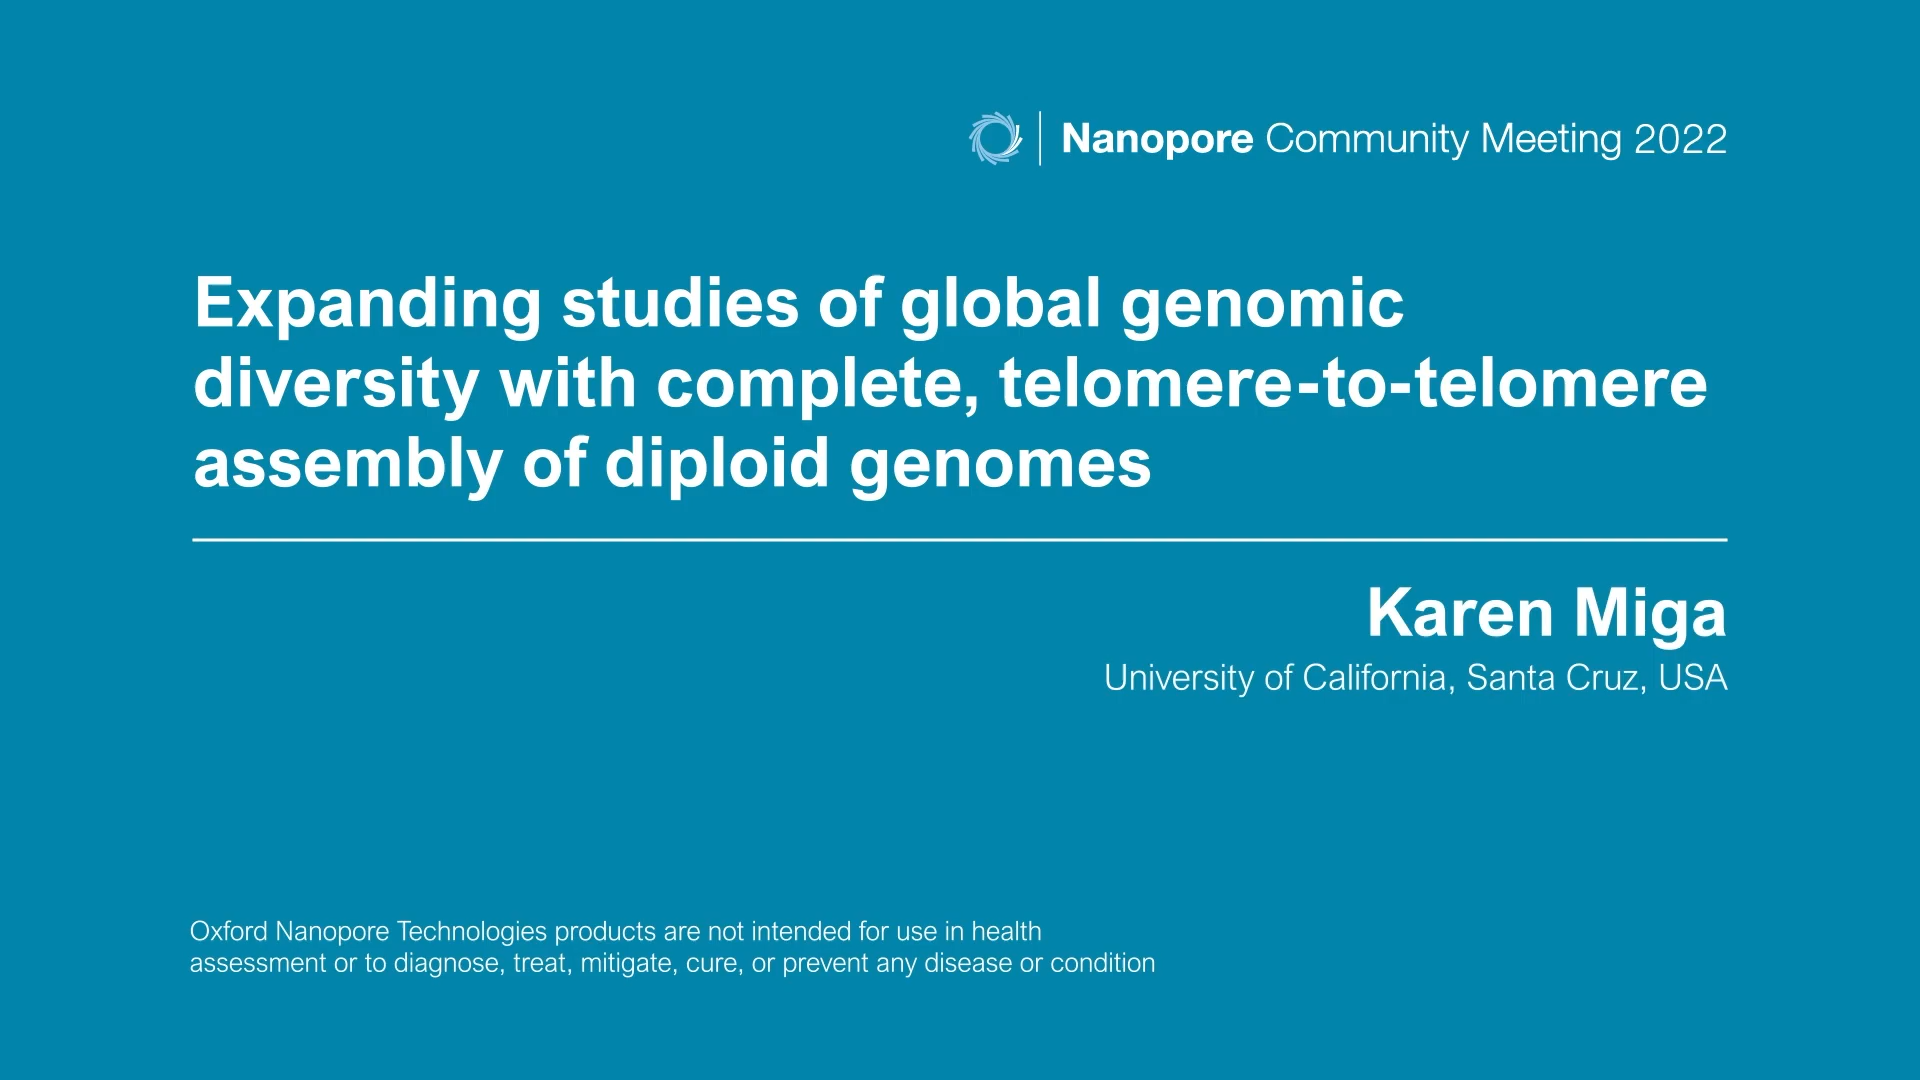 Nanopore Community Meeting 2022
Expanding studies of global genomic
diversity with complete, telomere-to-telomere
assembly of diploid genomes
Karen Miga
University of California, Santa Cruz, USA
Oxford Nanopore Technologies products are not intended for use in health
assessment or to diagnose, treat, mitigate, cure, or prevent any disease or condition